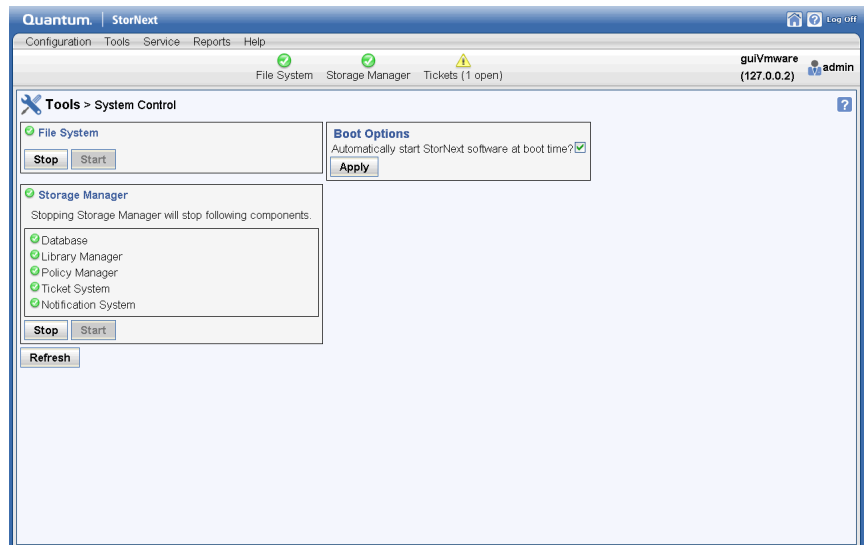 Quantum. | StorNext
Log Off
Configuration Tools Service Reports Help
File System Storage Manager Tickets (1 open)
guiVmware
(127.0.0.2)
admin
Tools > System Control
?
File System
Stop Start
Boot Options
Automatically start StorNext software at boot time?
Apply
Storage Manager
Stopping Storage Manager will stop following components.
Database
Library Manager
Policy Manager
Ticket System
Notification System
Stop Start
Refresh